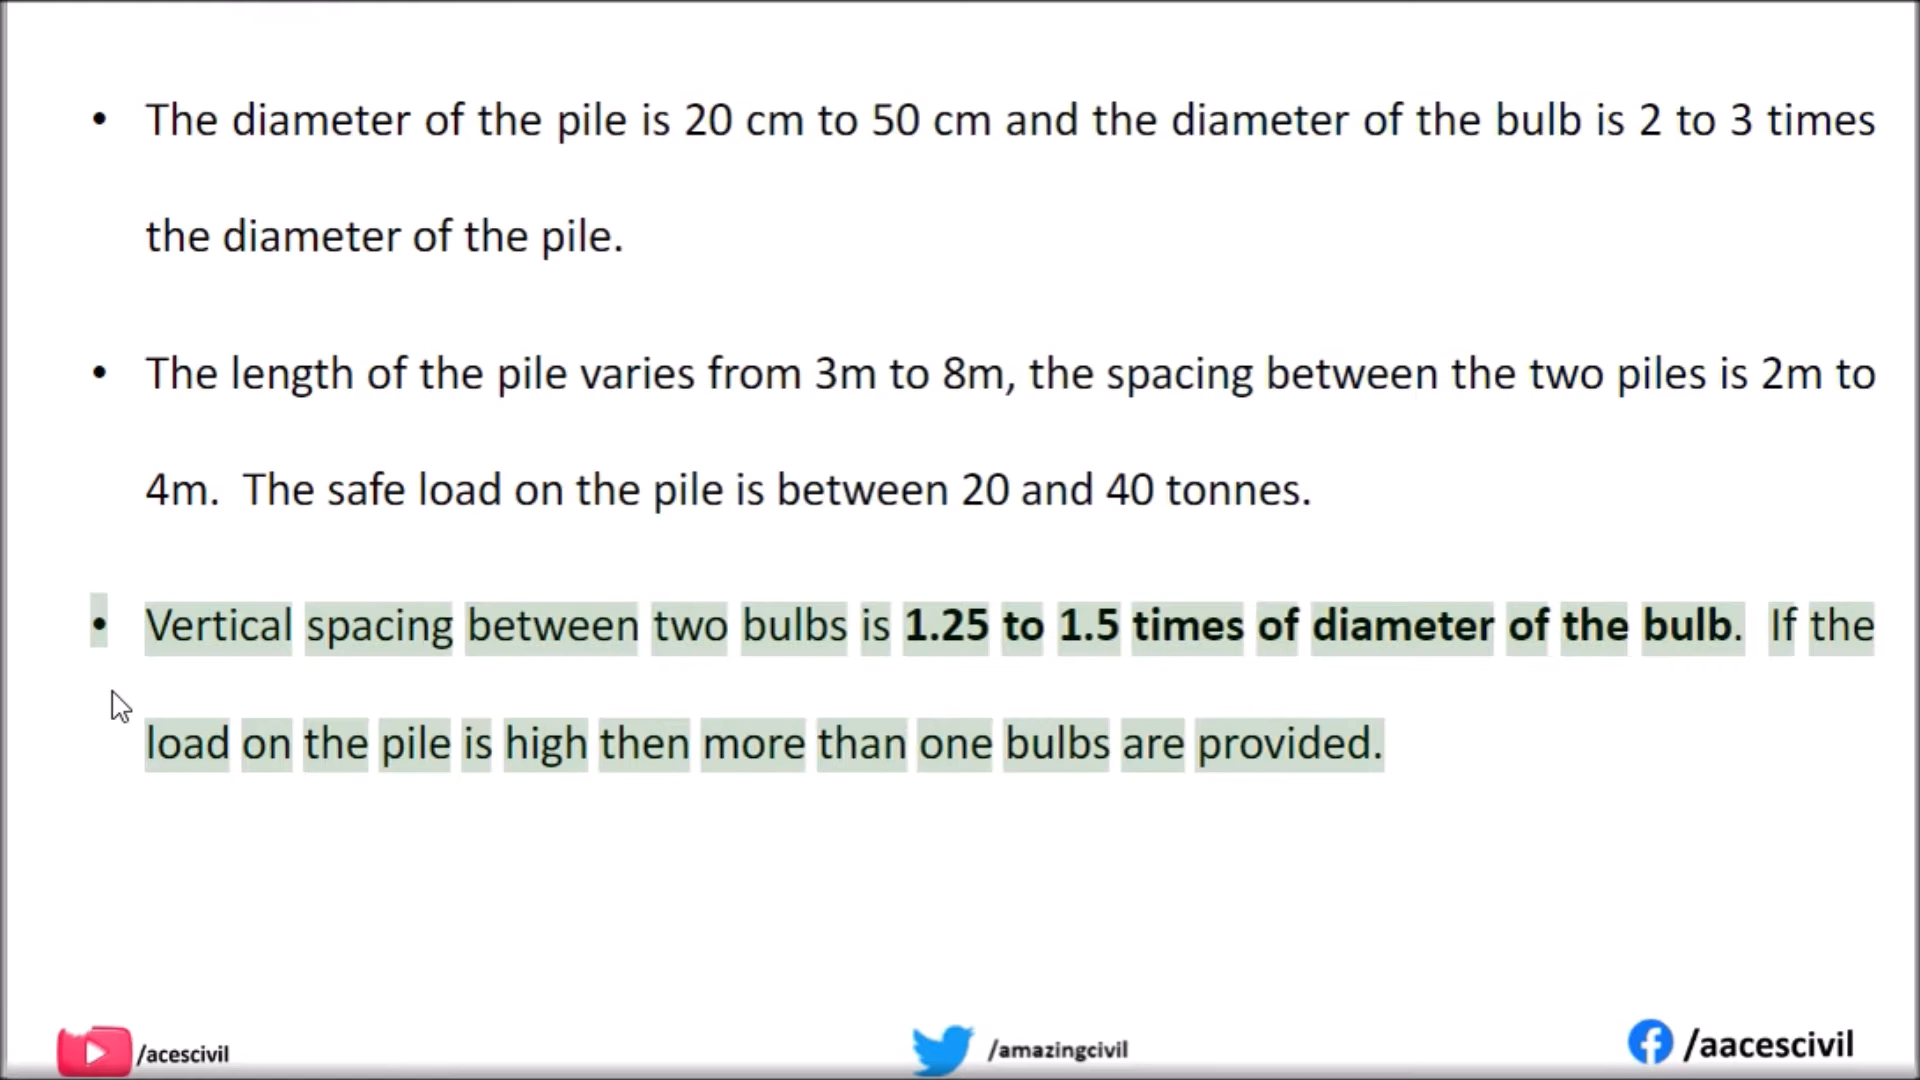 • The diameter of the pile is 20 cm to 50 cm and the diameter of the bulb is 2 to 3 times
the diameter of the pile.
• The length of the pile varies from 3m to 8m, the spacing between the two piles is 2m to
4m.  The safe load on the pile is between 20 and 40 tonnes.
• Vertical spacing between two bulbs is 1.25 to 1.5 times of diameter of the bulb.  If the
load on the pile is high then more than one bulbs are provided.
/acescivil
/amazingcivil
/aacescivil